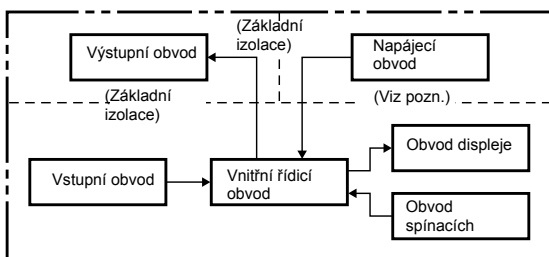 (Základní
izolace)
Výstupní obvod
Napájecí
obvod
(Základní
izolace)
(Viz pozn.)
Vstupní obvod
Vnitřní řídicí
obvod
Obvod displeje
Obvod
spínacích